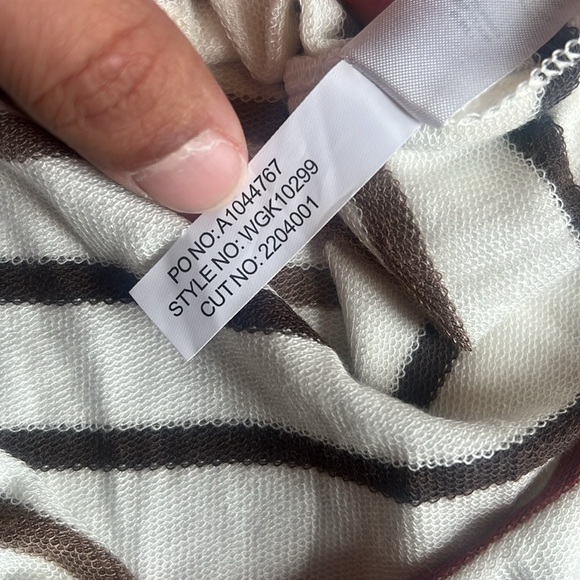 PO NO: A1044767
STYLE NO: WGK10299
CUT NO: 2204001